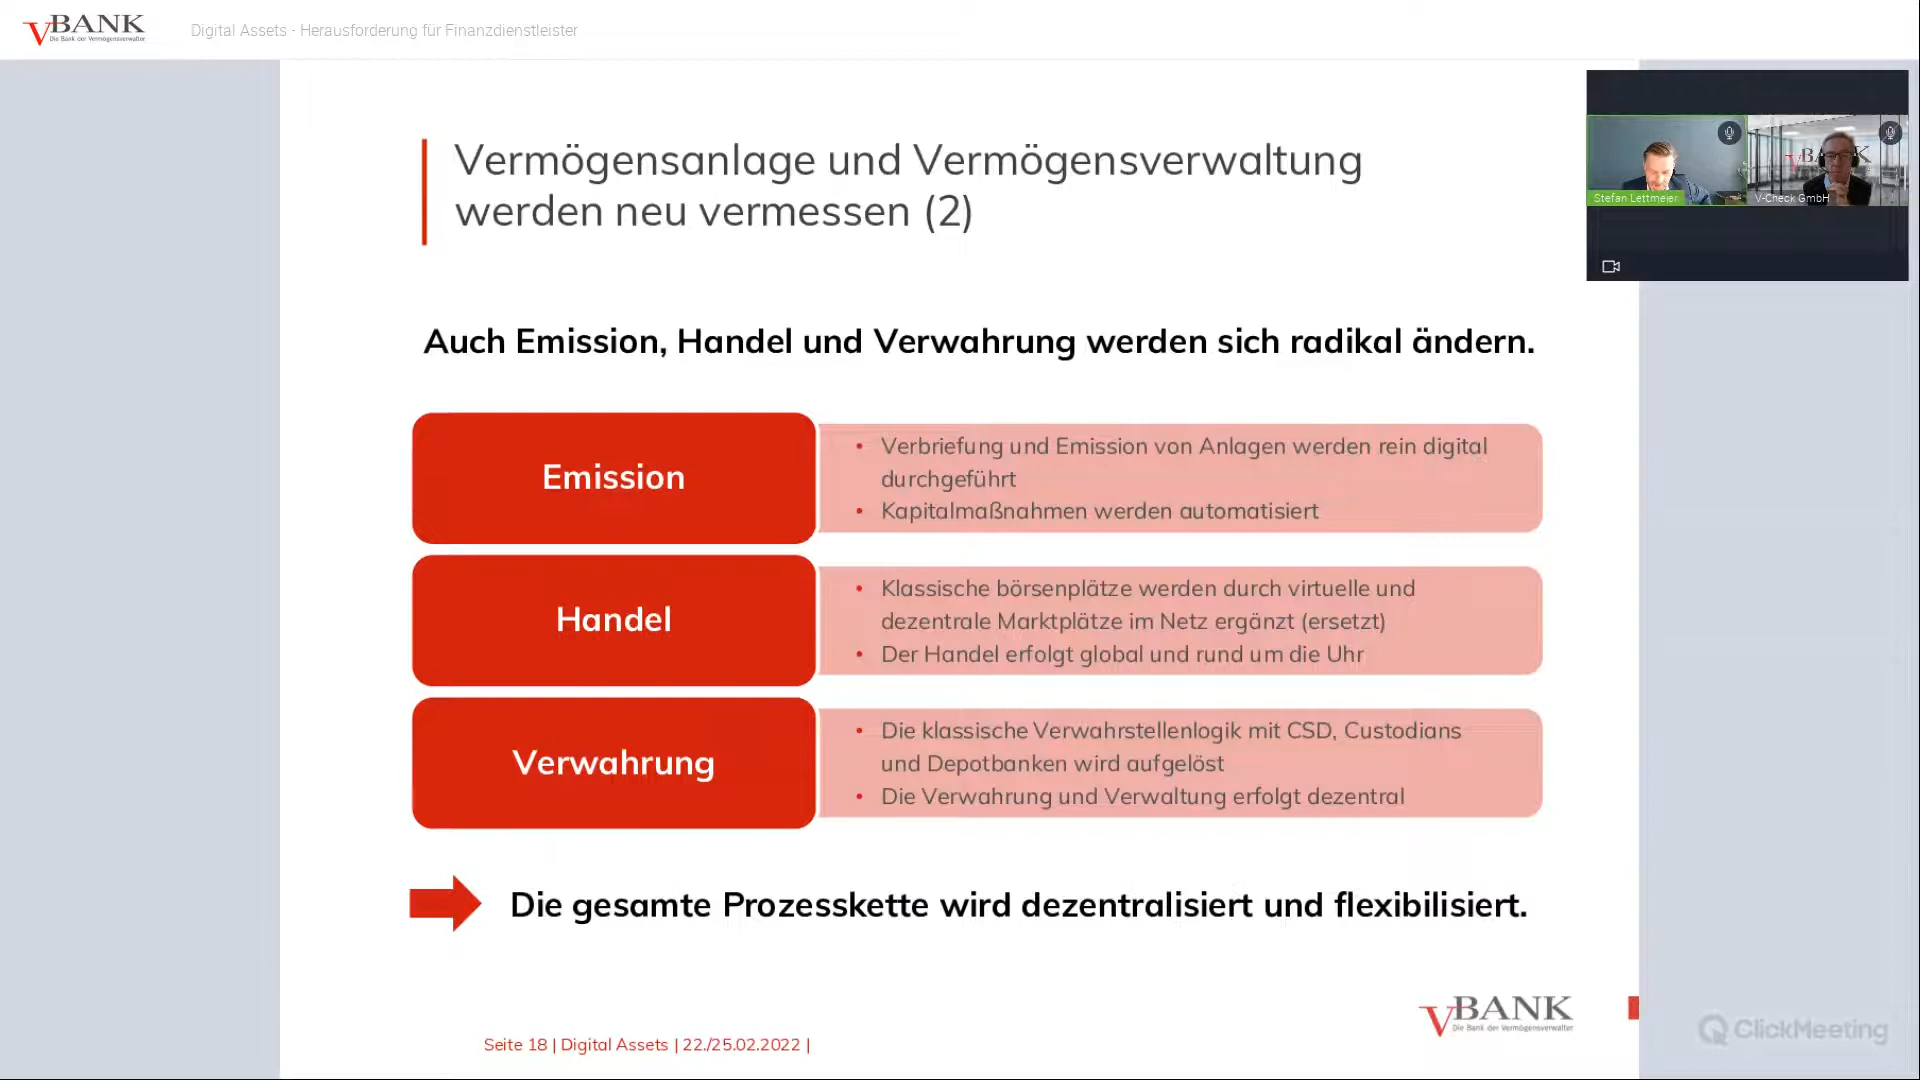 VBANK
Die Bank der Vermögensverwalter
Digital Assets - Herausforderung für Finanzdienstleister
Vermögensanlage und Vermögensverwaltung
werden neu vermessen (2)
Stefan Lettmeier
V-Check GmbH
Auch Emission, Handel und Verwahrung werden sich radikal ändern.
Emission
• Verbriefung und Emission von Anlagen werden rein digital
durchgeführt
• Kapitalmaßnahmen werden automatisiert
Handel
• Klassische börsenplätze werden durch virtuelle und
dezentrale Marktplätze im Netz ergänzt (ersetzt)
• Der Handel erfolgt global und rund um die Uhr
Verwahrung
• Die klassische Verwahrstellenlogik mit CSD, Custodians
und Depotbanken wird aufgelöst
• Die Verwahrung und Verwaltung erfolgt dezentral
Die gesamte Prozesskette wird dezentralisiert und flexibilisiert.
VBANK
Die Bank der Vermögensverwalter
Seite 18 | Digital Assets | 22./25.02.2022 |
ClickMeeting